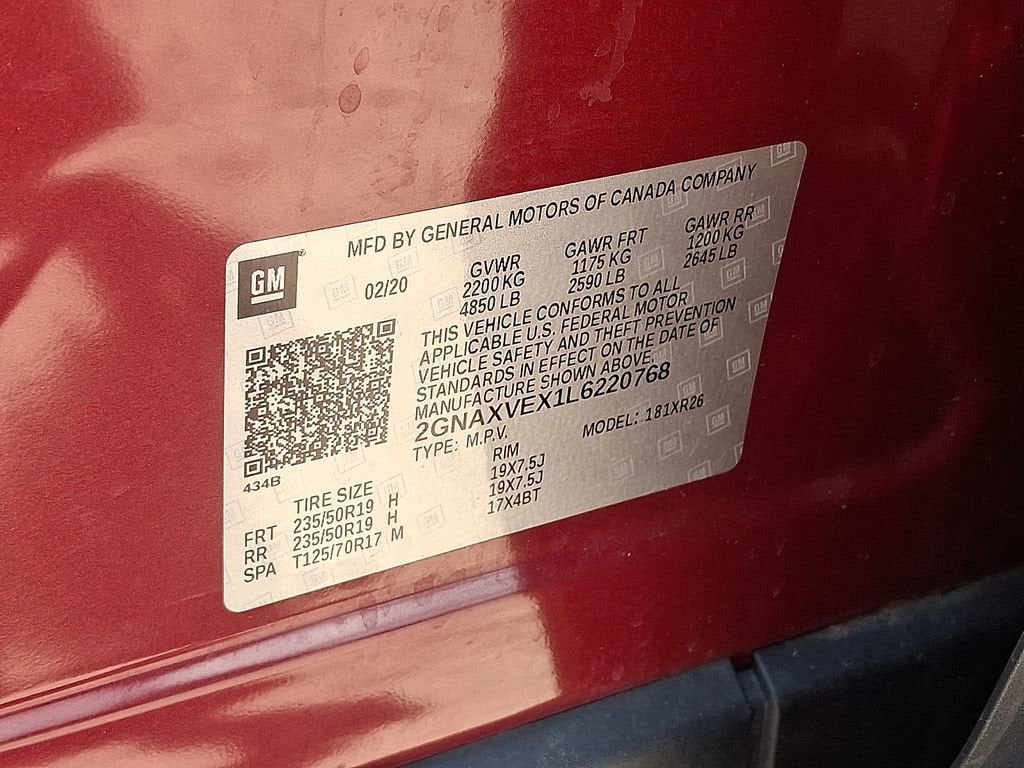 MFD BY GENERAL MOTORS OF CANADA COMPANY
GM
02/20
GVWR GAWR FRT GAWR RR
2200 KG 1175 KG 1200 KG
4850 LB 2590 LB 2645 LB
THIS VEHICLE CONFORMS TO ALL
APPLICABLE U.S. FEDERAL MOTOR
VEHICLE SAFETY AND THEFT PREVENTION
STANDARDS IN EFFECT ON THE DATE OF
MANUFACTURE SHOWN ABOVE.
2GNAXVEX1L6220768
TYPE: M.P.V. MODEL: 181XR26
434B
TIRE SIZE RIM
FRT 235/50R19 H 19X7.5J
RR 235/50R19 H 19X7.5J
SPA T125/70R17 M 17X4BT